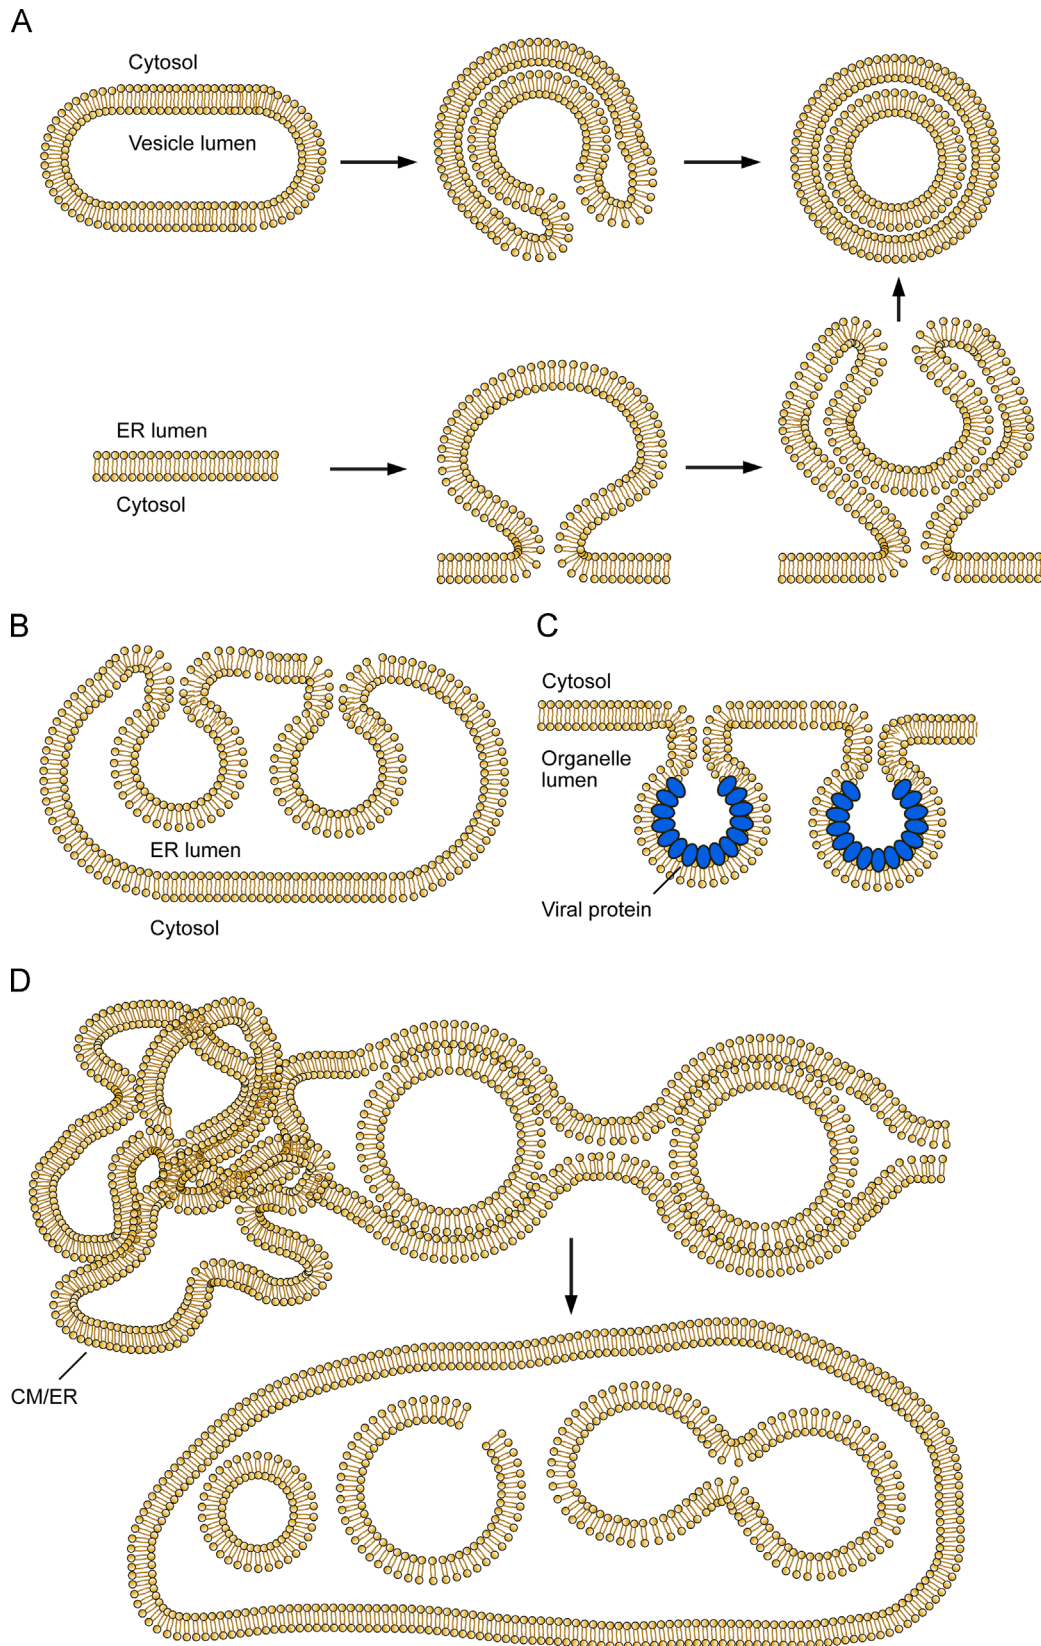 A
Cytosol
Vesicle lumen
ER lumen
Cytosol
B
ER lumen
Cytosol
C
Cytosol
Organelle
lumen
Viral protein
D
CM/ER